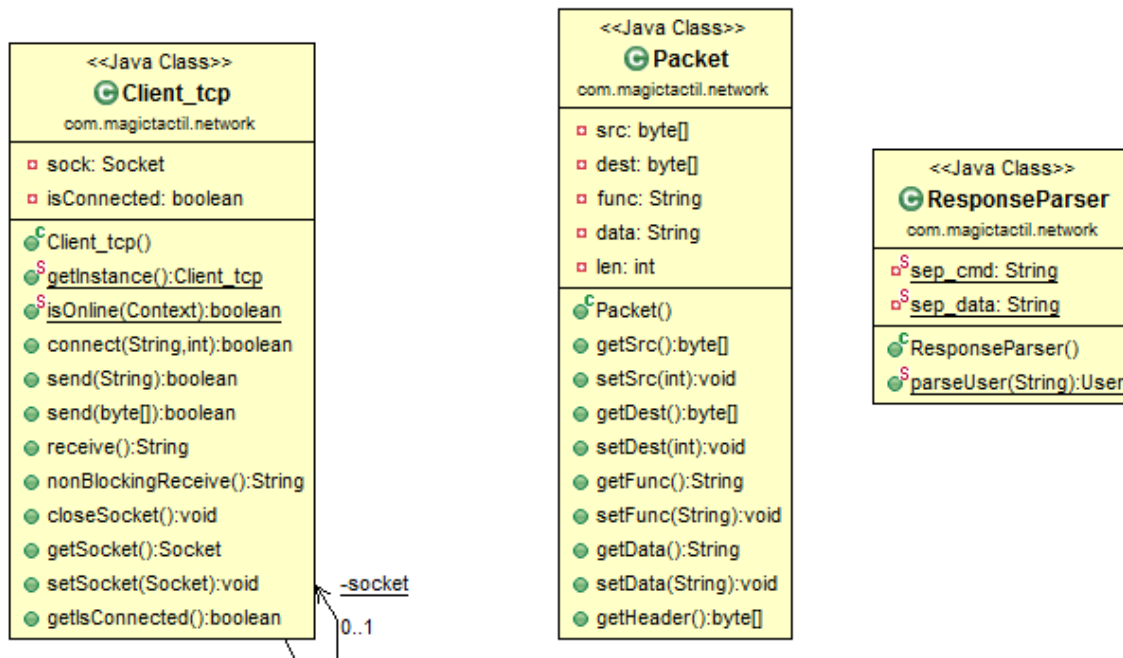 <<Java Class>>
Client_tcp
com.magictactil.network
sock: Socket
isConnected: boolean
Client_tcp()
getInstance():Client_tcp
isOnline(Context):boolean
connect(String,int):boolean
send(String):boolean
send(byte[]):boolean
receive():String
nonBlockingReceive():String
closeSocket():void
getSocket():Socket
setSocket(Socket):void
getIsConnected():boolean
-socket
0..1
<<Java Class>>
Packet
com.magictactil.network
src: byte[]
dest: byte[]
func: String
data: String
len: int
Packet()
getSrc():byte[]
setSrc(int):void
getDest():byte[]
setDest(int):void
getFunc():String
setFunc(String):void
getData():String
setData(String):void
getHeader():byte[]
<<Java Class>>
ResponseParser
com.magictactil.network
sep_cmd: String
sep_data: String
ResponseParser()
parseUser(String):User